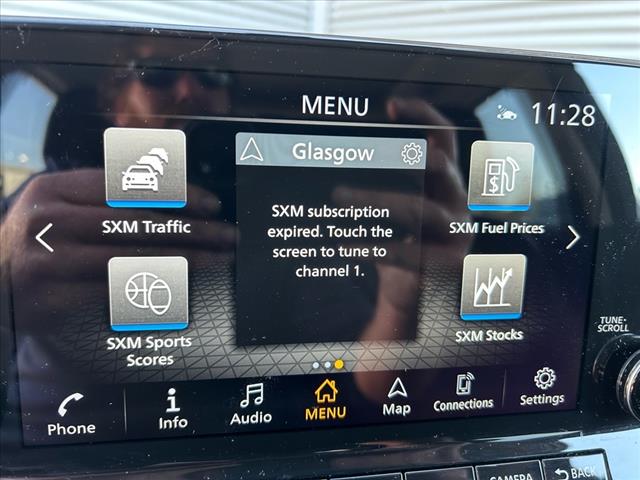 MENU
11:28
Glasgow
SXM Traffic
SXM subscription
expired. Touch the
screen to tune to
channel 1.
SXM Fuel Prices
$
SXM Sports
Scores
SXM Stocks
TUNE·
SCROLL
Phone
Info
Audio
MENU
Map
Connections
Settings
CAMERA
BACK